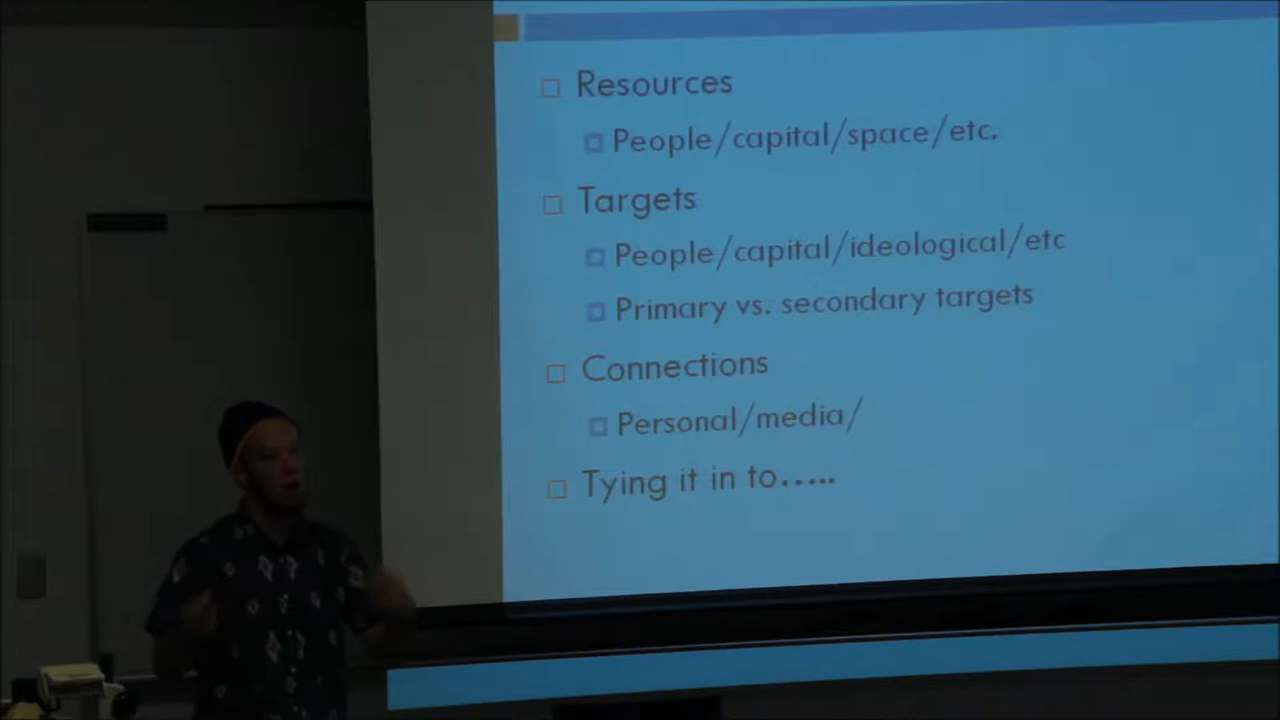 Resources
People/capital/space/etc.
Targets
People/capital/ideological/etc
Primary vs. secondary targets
Connections
Personal/media/
Tying it in to.....